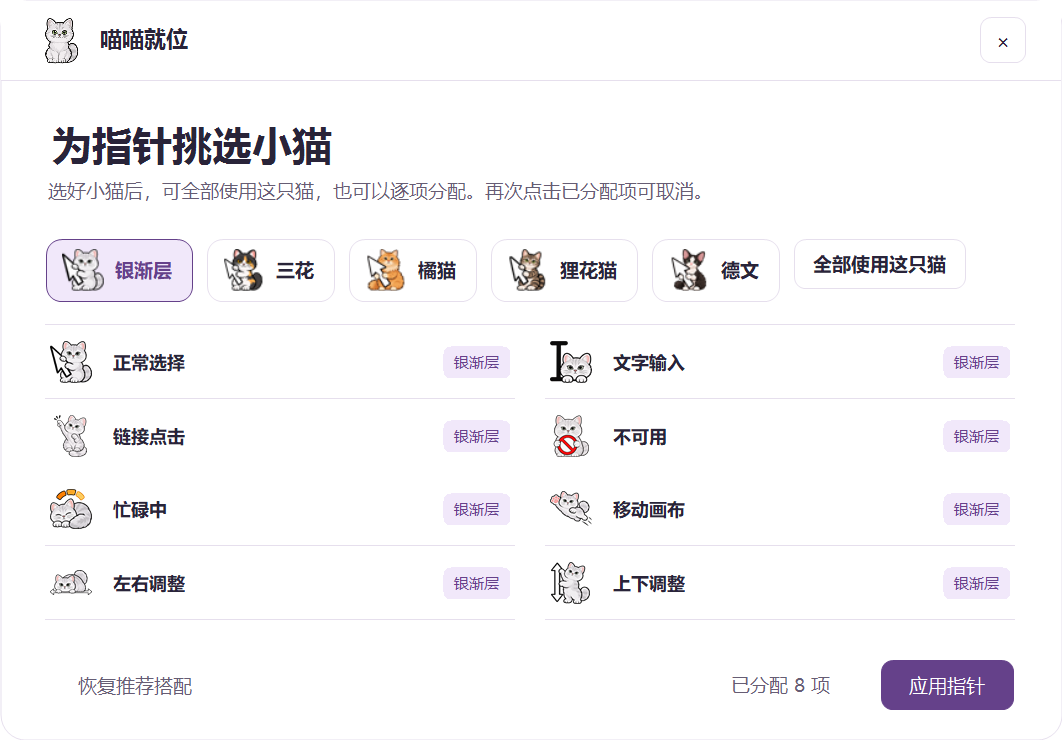 喵喵就位
×
为指针挑选小猫
选好小猫后，可全部使用这只猫，也可以逐项分配。再次点击已分配项可取消。
银渐层 三花 橘猫 狸花猫 德文 全部使用这只猫
正常选择 银渐层 文字输入 银渐层
链接点击 银渐层 不可用 银渐层
忙碌中 银渐层 移动画布 银渐层
左右调整 银渐层 上下调整 银渐层
恢复推荐搭配 已分配 8 项 应用指针